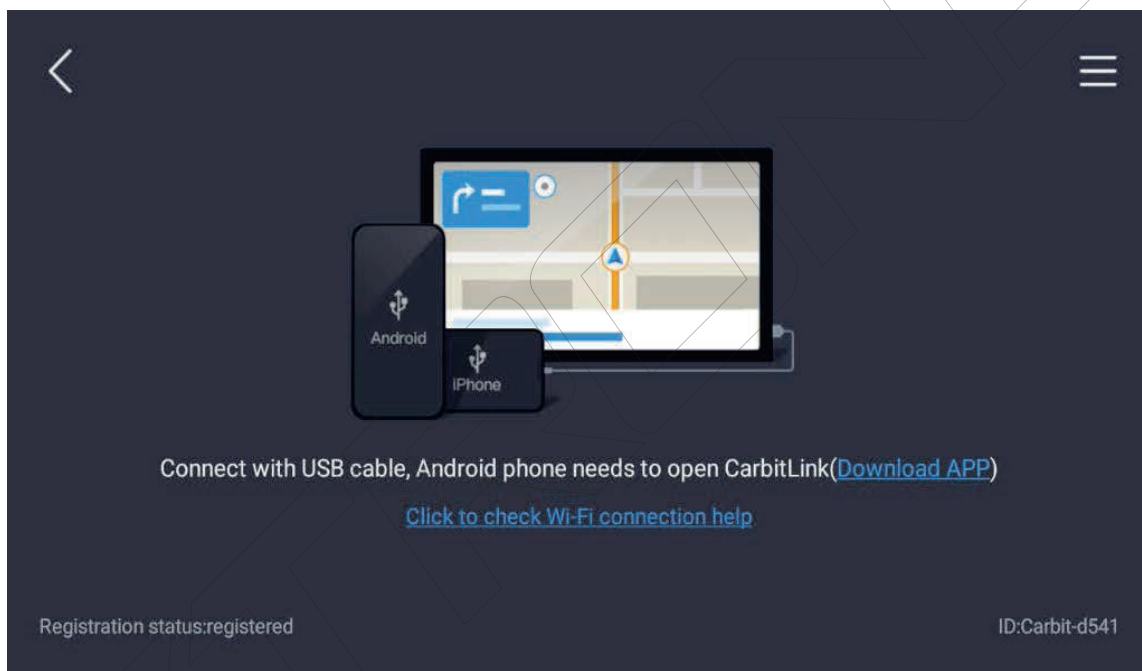 Android
iPhone
Connect with USB cable, Android phone needs to open CarbitLink(Download APP)
Click to check Wi-Fi connection help
Registration status:registered
ID:Carbit-d541